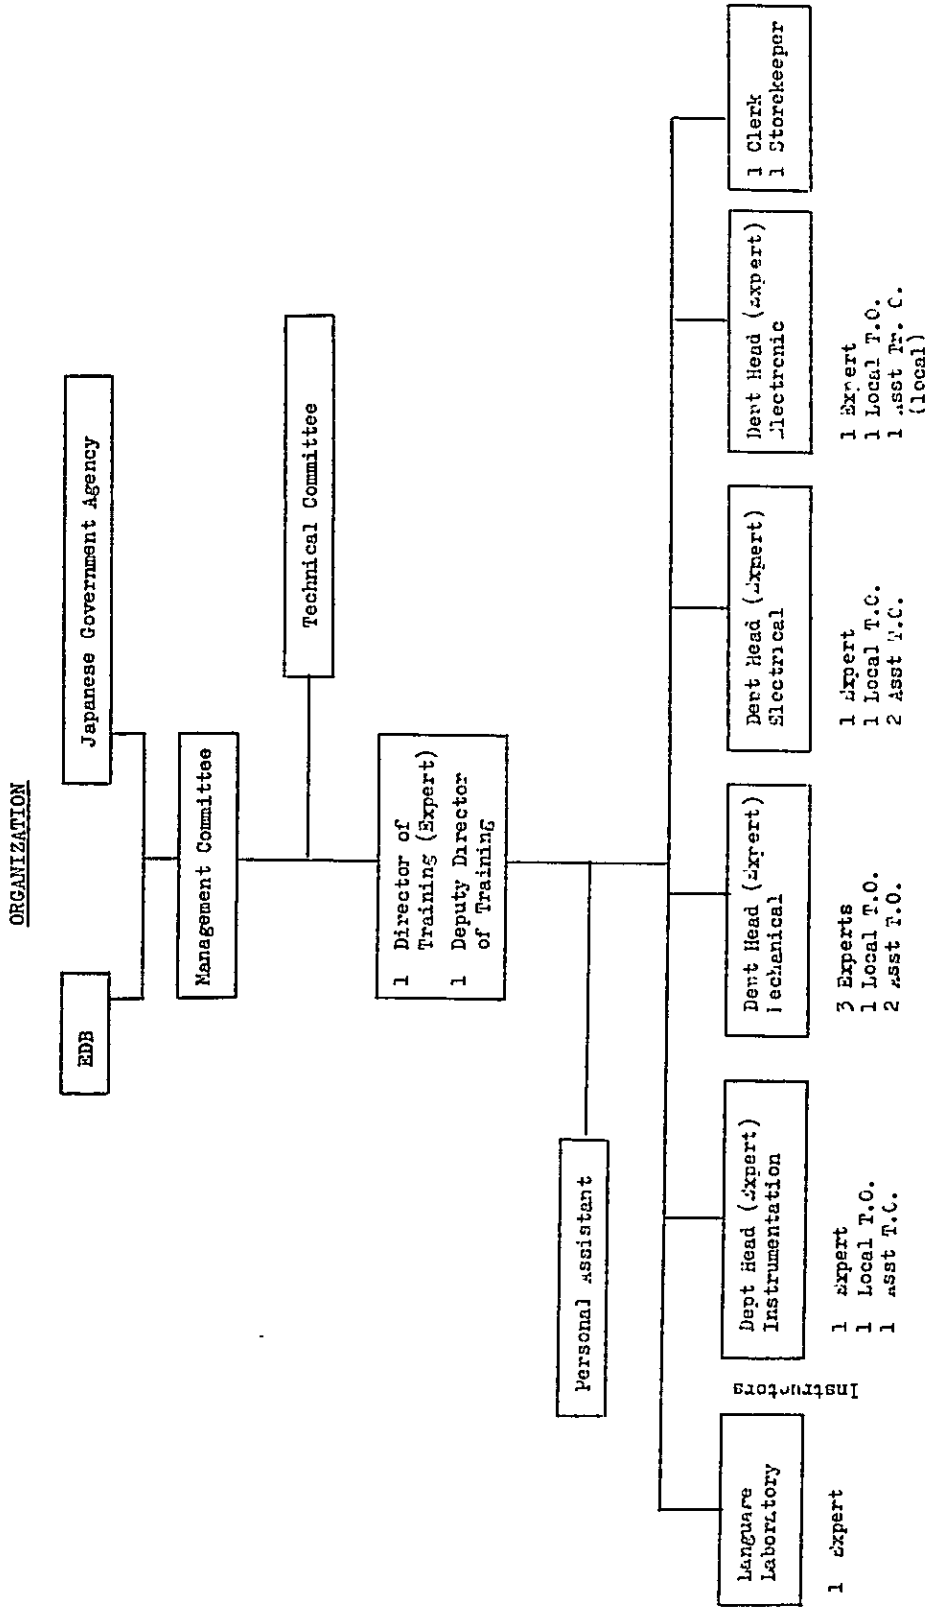 ORGANIZATION
EDB
Japanese Government Agency
Management Committee
Technical Committee
1 Director of
Training (Expert)
1 Deputy Director
of Training
Personal Assistant
Language
Laboratory
1 Expert
Instructors
Dept Head (Expert)
Instrumentation
1 Expert
1 Local T.O.
1 Asst T.C.
Dept Head (Expert)
Mechanical
3 Experts
1 Local T.O.
2 Asst T.O.
Dept Head (Expert)
Electrical
1 Expert
1 Local T.O.
2 Asst T.C.
Dept Head (Expert)
Electronic
1 Expert
1 Local T.O.
1 Asst Tr. C.
(local)
1 Clerk
1 Storekeeper